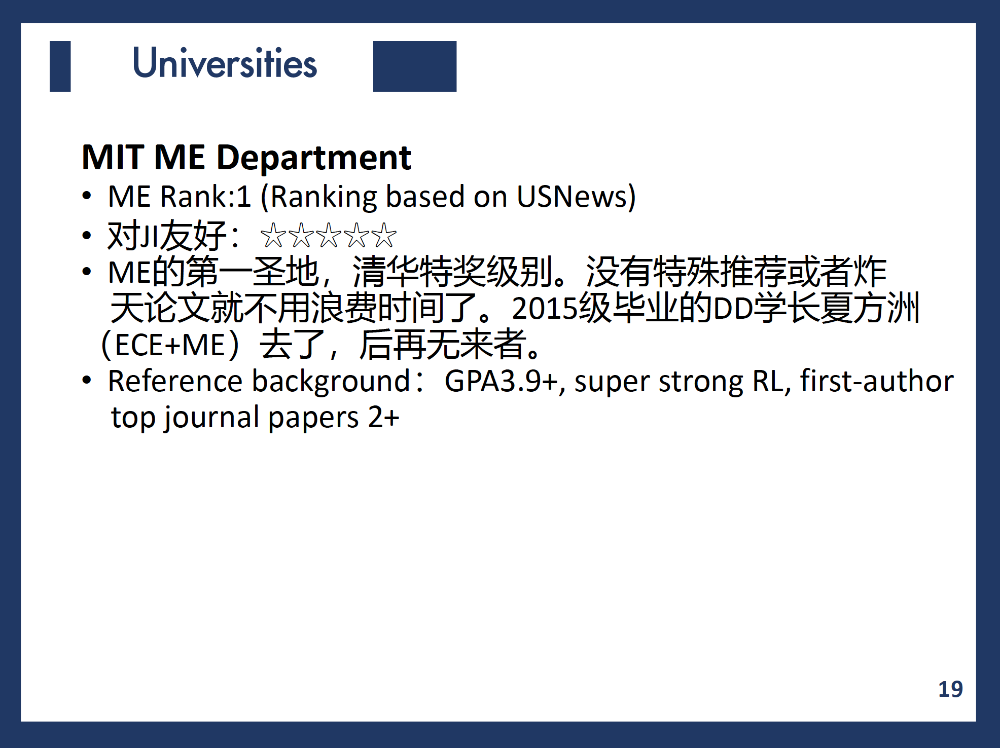 Universities
MIT ME Department
• ME Rank:1 (Ranking based on USNews)
• 对JI友好：☆☆☆☆☆
• ME的第一圣地，清华特奖级别。没有特殊推荐或者炸
天论文就不用浪费时间了。2015级毕业的DD学长夏方洲
（ECE+ME）去了，后再无来者。
• Reference background：GPA3.9+, super strong RL, first-author
top journal papers 2+
19